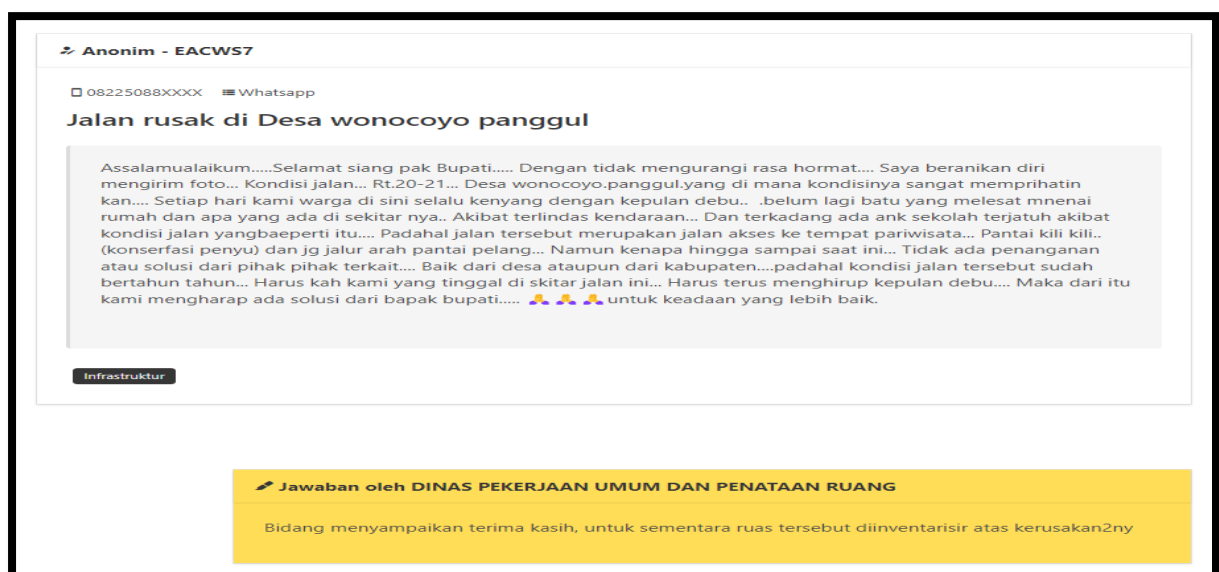 Anonim - EACWS7
08225088XXXX Whatsapp
Jalan rusak di Desa wonocoyo panggul
Assalamualaikum.....Selamat siang pak Bupati..... Dengan tidak mengurangi rasa hormat.... Saya beranikan diri
mengirim foto... Kondisi jalan... Rt.20-21... Desa wonocoyo.panggul.yang di mana kondisinya sangat memprihatin
kan.... Setiap hari kami warga di sini selalu kenyang dengan kepulan debu.. .belum lagi batu yang melesat mnenai
rumah dan apa yang ada di sekitar nya.. Akibat terlindas kendaraan... Dan terkadang ada ank sekolah terjatuh akibat
kondisi jalan yangbaeperti itu.... Padahal jalan tersebut merupakan jalan akses ke tempat pariwisata... Pantai kili kili..
(konserfasi penyu) dan jg jalur arah pantai pelang... Namun kenapa hingga sampai saat ini... Tidak ada penanganan
atau solusi dari pihak pihak terkait.... Baik dari desa ataupun dari kabupaten....padahal kondisi jalan tersebut sudah
bertahun tahun... Harus kah kami yang tinggal di skitar jalan ini... Harus terus menghirup kepulan debu.... Maka dari itu
kami mengharap ada solusi dari bapak bupati..... 🙏 🙏 🙏 untuk keadaan yang lebih baik.
Infrastruktur
Jawaban oleh DINAS PEKERJAAN UMUM DAN PENATAAN RUANG
Bidang menyampaikan terima kasih, untuk sementara ruas tersebut diinventarisir atas kerusakan2ny